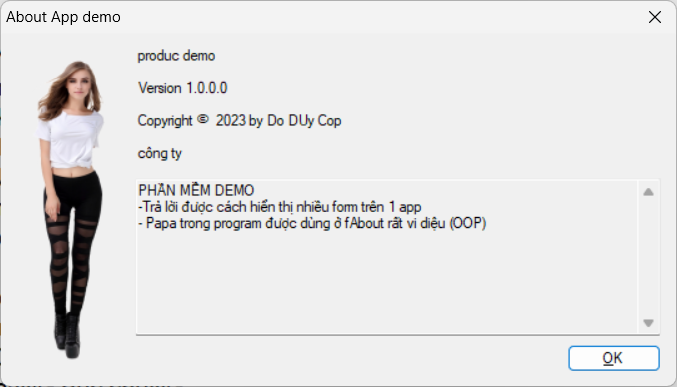 About App demo
produc demo
Version 1.0.0.0
Copyright © 2023 by Do DUy Cop
công ty
PHẦN MỀM DEMO
-Trả lời được cách hiển thị nhiều form trên 1 app
- Papa trong program được dùng ở fAbout rất vi diệu (OOP)
OK